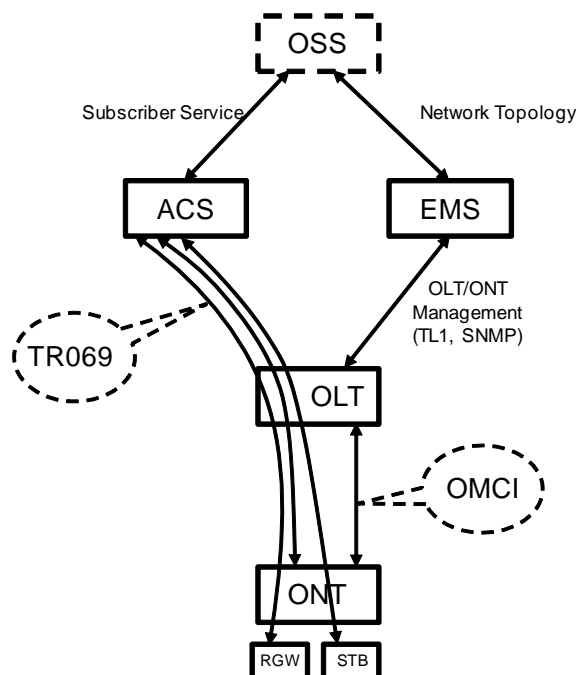 OSS
Subscriber Service
Network Topology
ACS
EMS
OLT/ONT
Management
(TL1, SNMP)
TR069
OLT
OMCI
ONT
RGW
STB